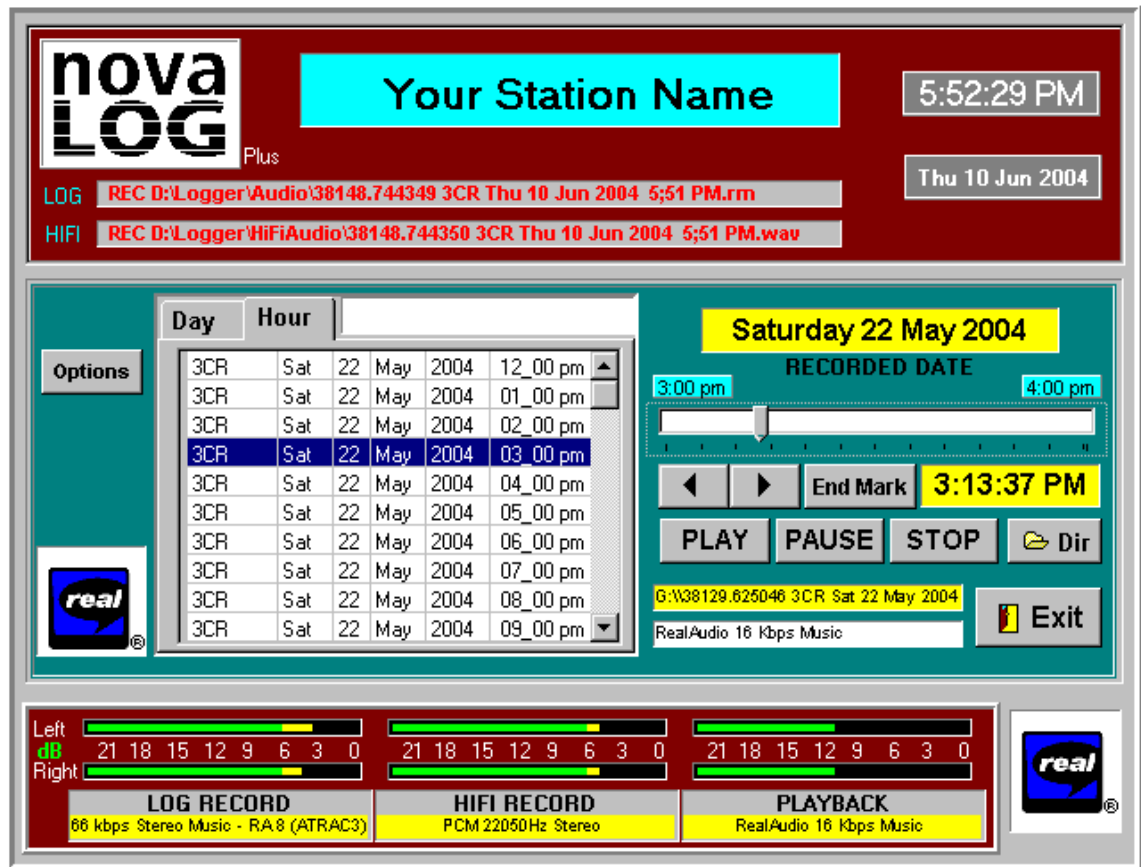 nova
LOG
Plus
Your Station Name
5:52:29 PM
Thu 10 Jun 2004
LOG REC D:\Logger\Audio\38148.744349 3CR Thu 10 Jun 2004 5;51 PM.rm
HIFI REC D:\Logger\HiFiAudio\38148.744350 3CR Thu 10 Jun 2004 5;51 PM.wav
Options
Day Hour
3CR Sat 22 May 2004 12_00 pm
3CR Sat 22 May 2004 01_00 pm
3CR Sat 22 May 2004 02_00 pm
3CR Sat 22 May 2004 03_00 pm
3CR Sat 22 May 2004 04_00 pm
3CR Sat 22 May 2004 05_00 pm
3CR Sat 22 May 2004 06_00 pm
3CR Sat 22 May 2004 07_00 pm
3CR Sat 22 May 2004 08_00 pm
3CR Sat 22 May 2004 09_00 pm
real ®
Saturday 22 May 2004
RECORDED DATE
3:00 pm 4:00 pm
End Mark 3:13:37 PM
PLAY PAUSE STOP Dir
G:\\38129.625046 3CR Sat 22 May 2004
RealAudio 16 Kbps Music
Exit
Left
dB 21 18 15 12 9 6 3 0 21 18 15 12 9 6 3 0 21 18 15 12 9 6 3 0
Right
LOG RECORD HIFI RECORD PLAYBACK
66 kbps Stereo Music - RA8 (ATRAC3) PCM 22050Hz Stereo RealAudio 16 Kbps Music
real ®